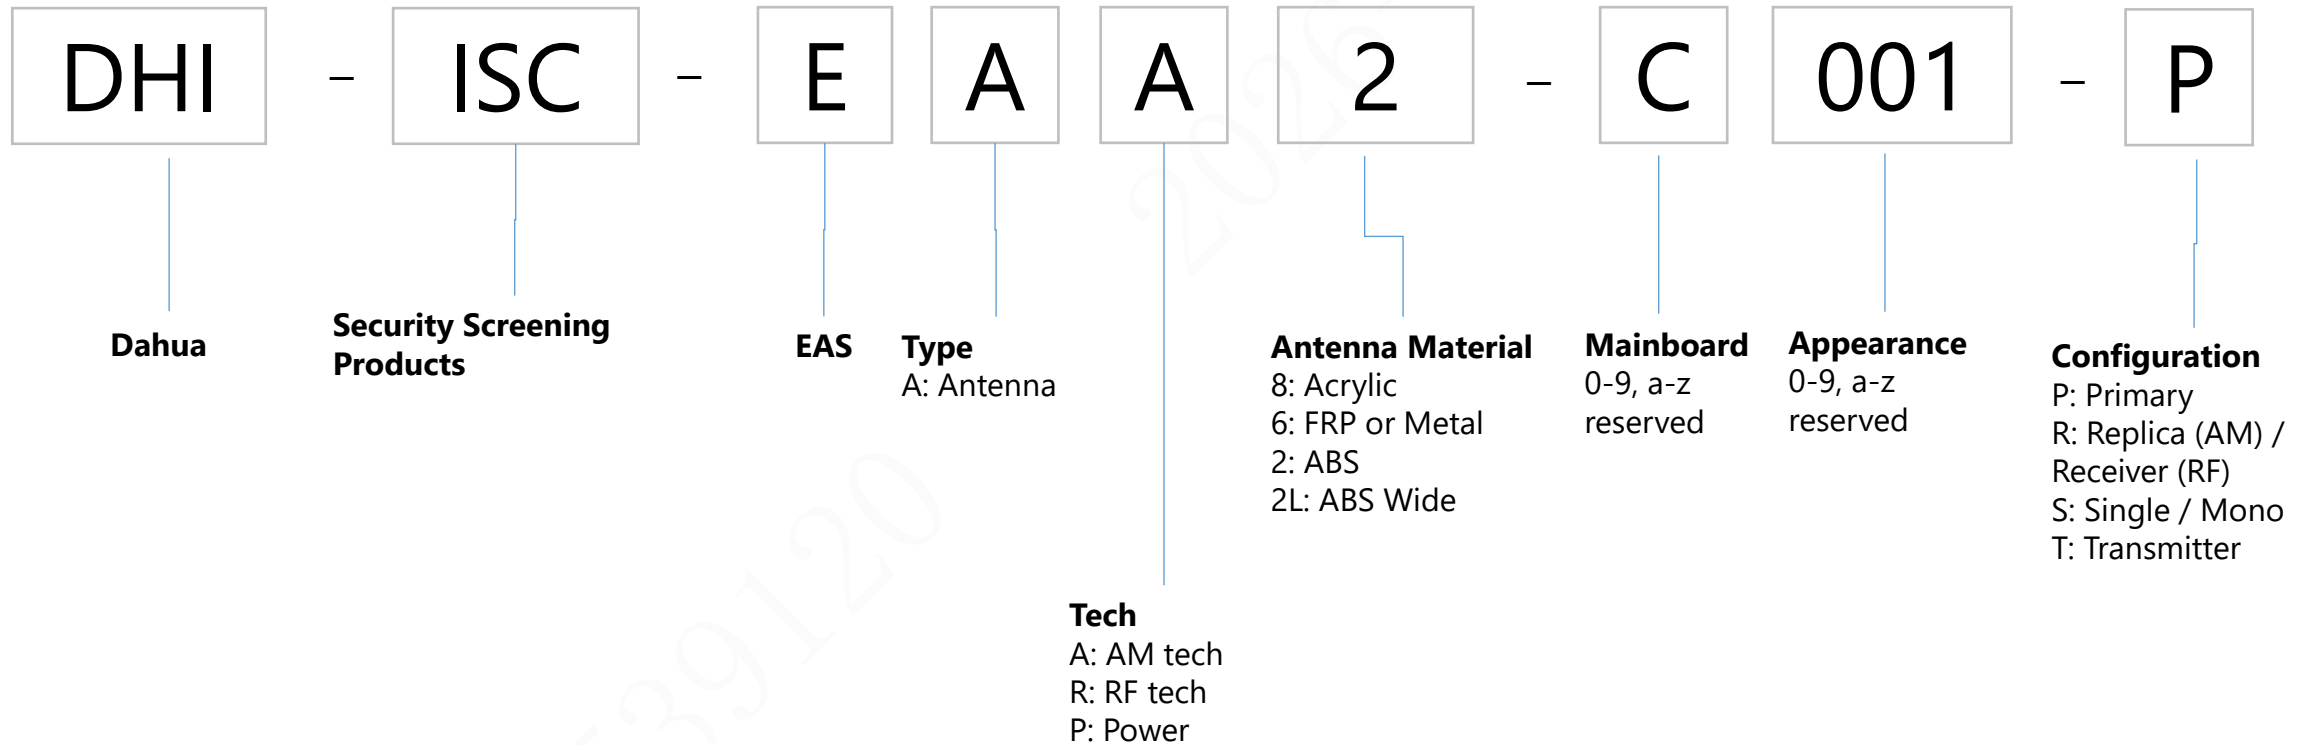 DHI - ISC - E A A 2 - C 001 - P
Dahua
Security Screening
Products
EAS
Type
A: Antenna
Tech
A: AM tech
R: RF tech
P: Power
Antenna Material
8: Acrylic
6: FRP or Metal
2: ABS
2L: ABS Wide
Mainboard
0-9, a-z
reserved
Appearance
0-9, a-z
reserved
Configuration
P: Primary
R: Replica (AM) /
Receiver (RF)
S: Single / Mono
T: Transmitter